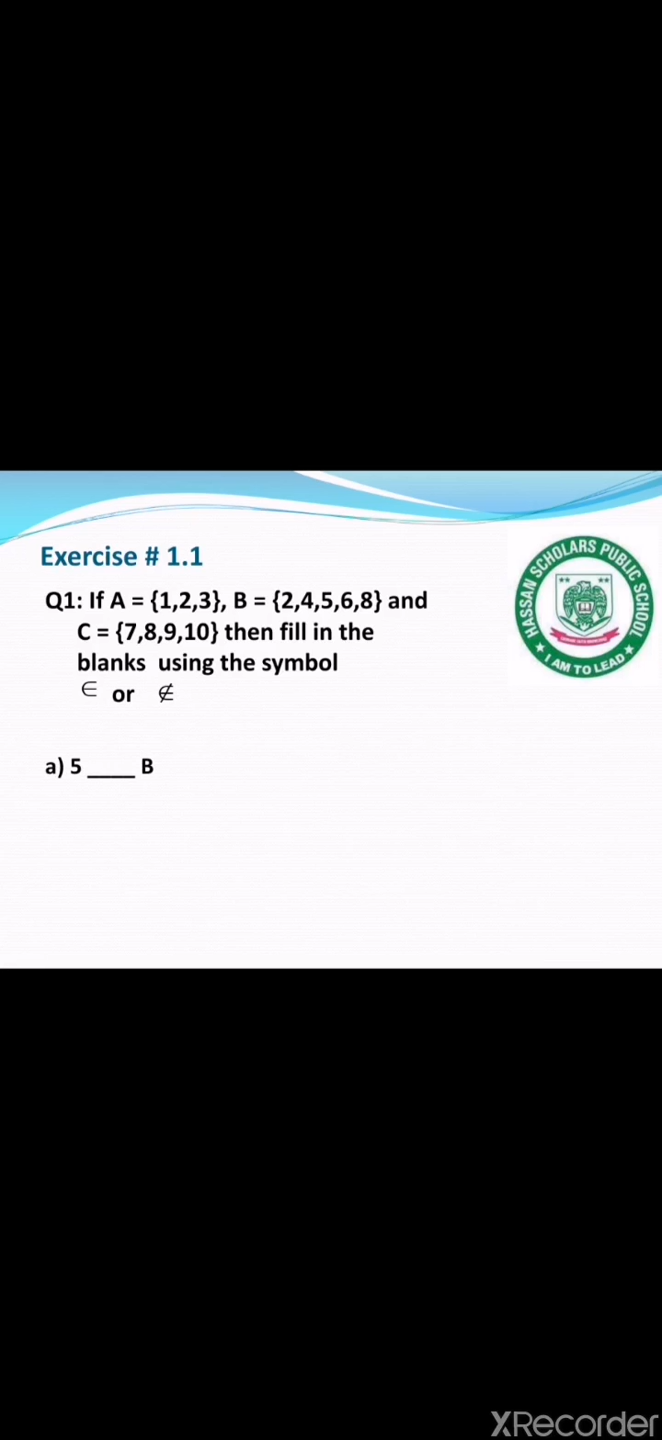 Exercise # 1.1
HASSAN SCHOLARS PUBLIC SCHOOL
★ I AM TO LEAD ★
Q1: If A = {1,2,3}, B = {2,4,5,6,8} and
C = {7,8,9,10} then fill in the
blanks using the symbol
∈ or ∉
a) 5 ____ B
XRecorder